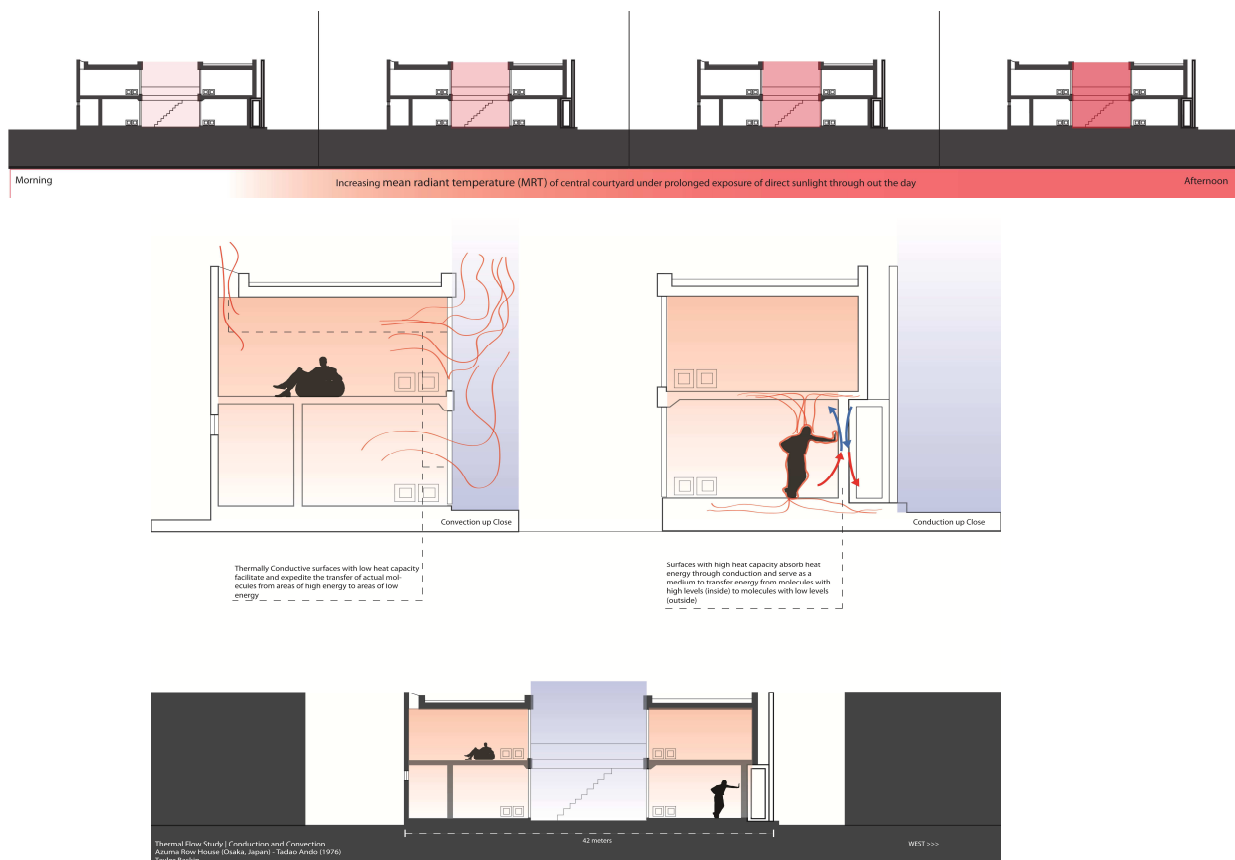 Morning
Increasing mean radiant temperature (MRT) of central courtyard under prolonged exposure of direct sunlight through out the day
Afternoon
Convection up Close
Conduction up Close
Thermally Conductive surfaces with low heat capacity
facilitate and expedite the transfer of actual mol-
ecules from areas of high energy to areas of low
energy
Surfaces with high heat capacity absorb heat
energy through conduction and serve as a
medium to transfer energy from molecules with
high levels (inside) to molecules with low levels
(outside)
42 meters
Thermal Flow Study | Conduction and Convection
Azuma Row House (Osaka, Japan) - Tadao Ando (1976)
Taylor
WEST >>>